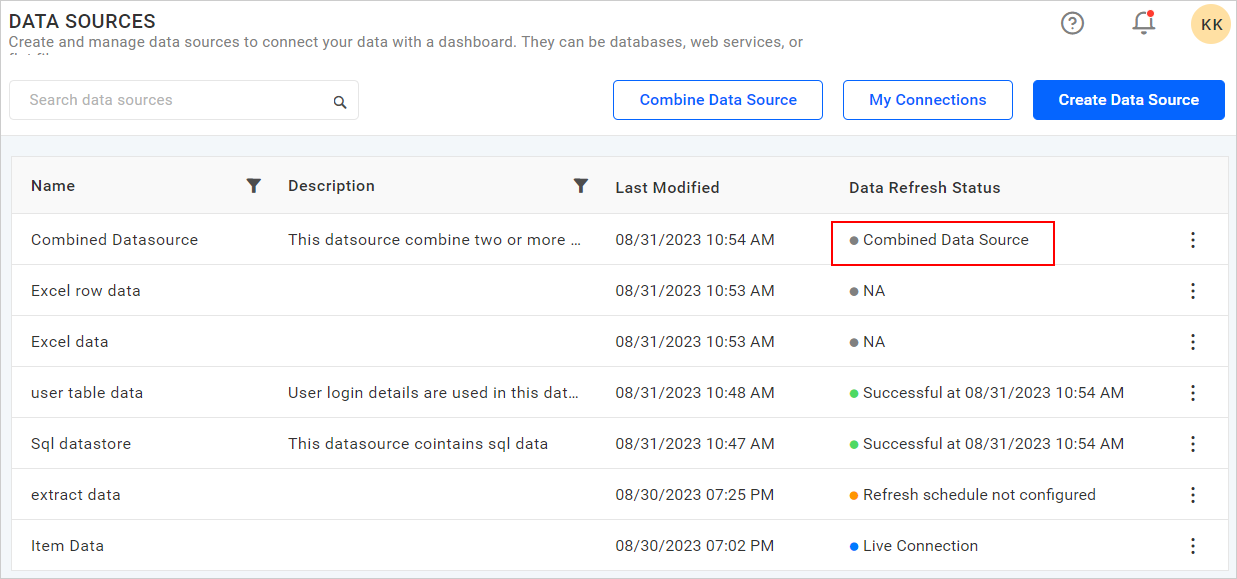 DATA SOURCES
Create and manage data sources to connect your data with a dashboard. They can be databases, web services, or
KK
Search data sources
Combine Data Source
My Connections
Create Data Source
Name Description Last Modified Data Refresh Status
Combined Datasource This datsource combine two or more ... 08/31/2023 10:54 AM Combined Data Source
Excel row data 08/31/2023 10:53 AM NA
Excel data 08/31/2023 10:53 AM NA
user table data User login details are used in this dat... 08/31/2023 10:48 AM Successful at 08/31/2023 10:54 AM
Sql datastore This datasource cointains sql data 08/31/2023 10:47 AM Successful at 08/31/2023 10:54 AM
extract data 08/30/2023 07:25 PM Refresh schedule not configured
Item Data 08/30/2023 07:02 PM Live Connection